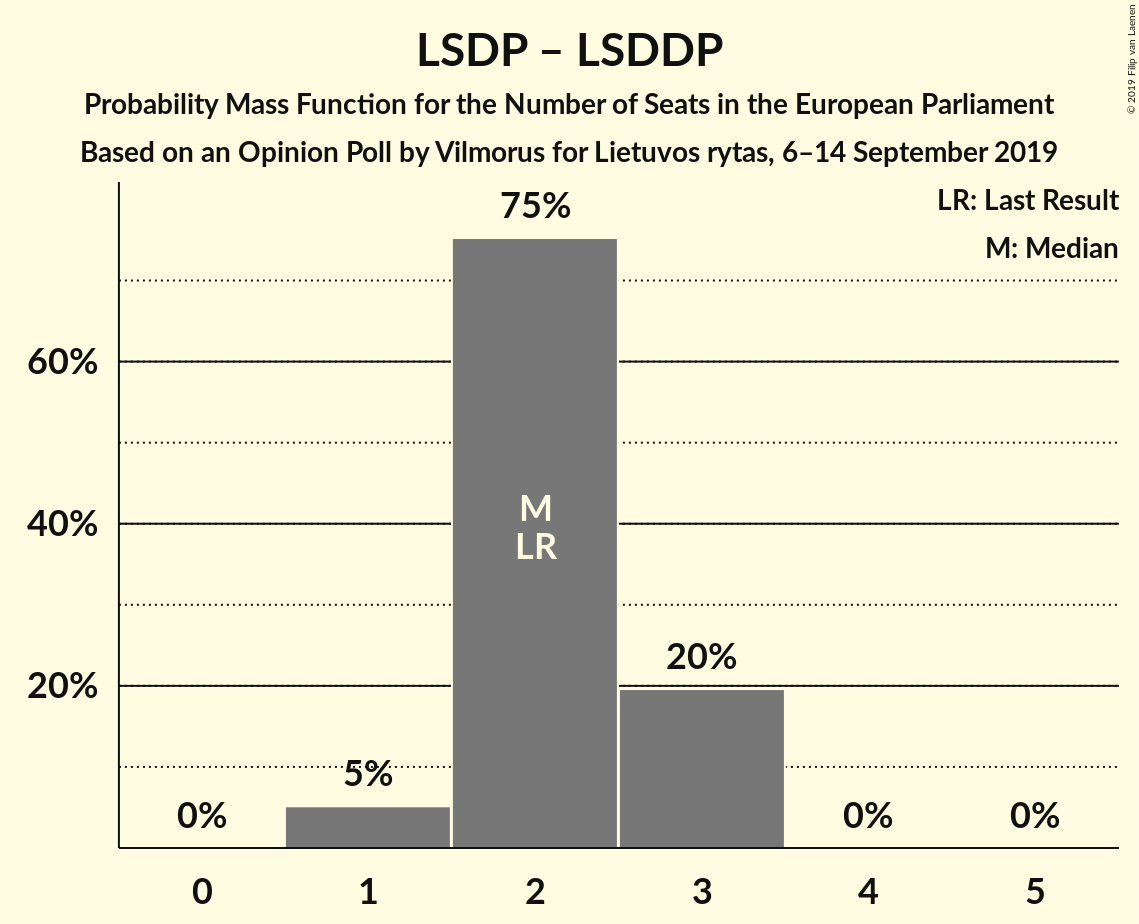 LSDP – LSDDP
Probability Mass Function for the Number of Seats in the European Parliament
Based on an Opinion Poll by Vilmorus for Lietuvos rytas, 6–14 September 2019
© 2019 Filip van Laenen
LR: Last Result
M: Median
75%
60%
40%
20%
M
LR
20%
5%
0%
0%
0%
0
1
2
3
4
5